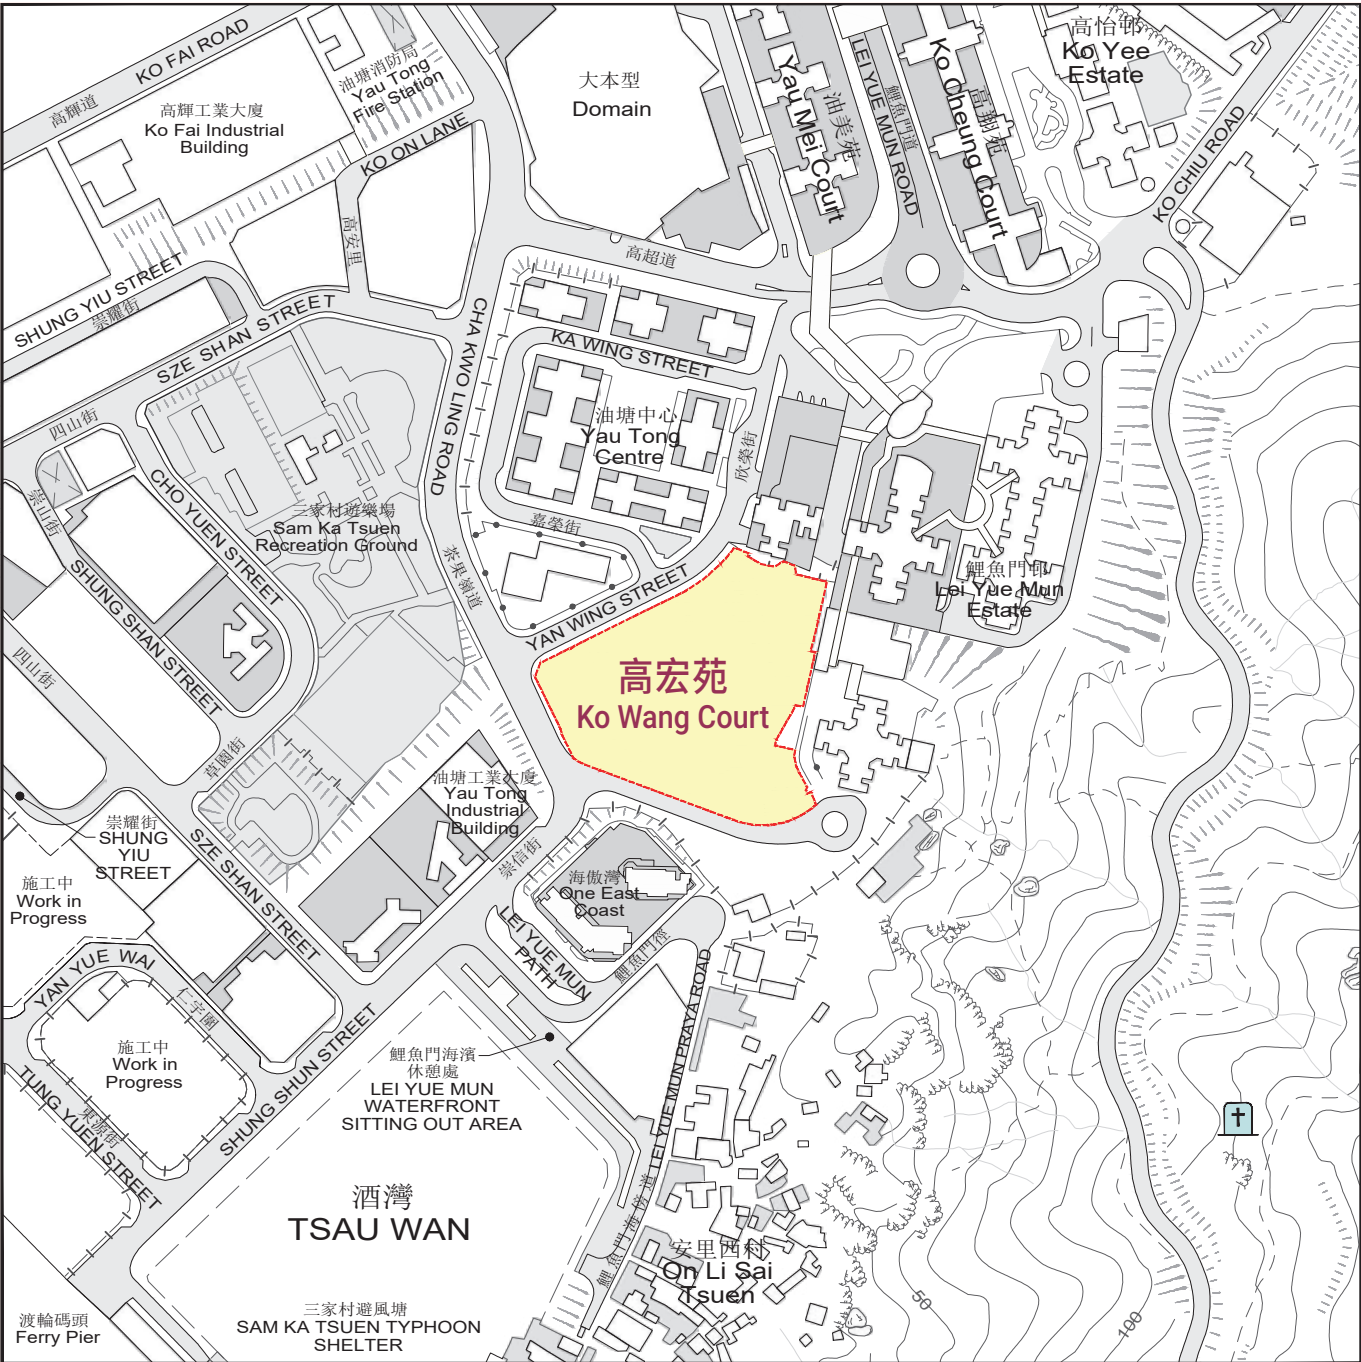 KO FAI ROAD
高輝道
高輝工業大廈
Ko Fai Industrial
Building
油塘消防局
Yau Tong
Fire Station
KO ON LANE
高安里
大本型
Domain
油美苑
Yau Mei Court
LEI YUE MUN ROAD
鯉魚門道
高翔苑
Ko Cheung Court
高怡邨
Ko Yee
Estate
KO CHIU ROAD
高超道
SHUNG YIU STREET
崇耀街
SZE SHAN STREET
四山街
CHA KWO LING ROAD
茶果嶺道
KA WING STREET
嘉榮街
油塘中心
Yau Tong
Centre
欣榮街
崇山街
CHO YUEN STREET
三家村遊樂場
Sam Ka Tsuen
Recreation Ground
SHUNG SHAN STREET
四山街
YAN WING STREET
鯉魚門邨
Lei Yue Mun
Estate
高宏苑
Ko Wang Court
草園街
油塘工業大廈
Yau Tong
Industrial
Building
崇耀街
SHUNG
YIU
STREET
SZE SHAN STREET
崇信街
施工中
Work in
Progress
海傲灣
One East
Coast
LEI YUE MUN
PATH
鯉魚門徑
YAN YUE WAI
仁宇圍
施工中
Work in
Progress
TUNG YUEN STREET
東源街
SHUNG SHUN STREET
鯉魚門海濱
休憩處
LEI YUE MUN
WATERFRONT
SITTING OUT AREA
LEI YUE MUN PRAYA ROAD
鯉魚門海傍道
酒灣
TSAU WAN
安里西村
On Li Sai
Tsuen
渡輪碼頭
Ferry Pier
三家村避風塘
SAM KA TSUEN TYPHOON
SHELTER
50
100